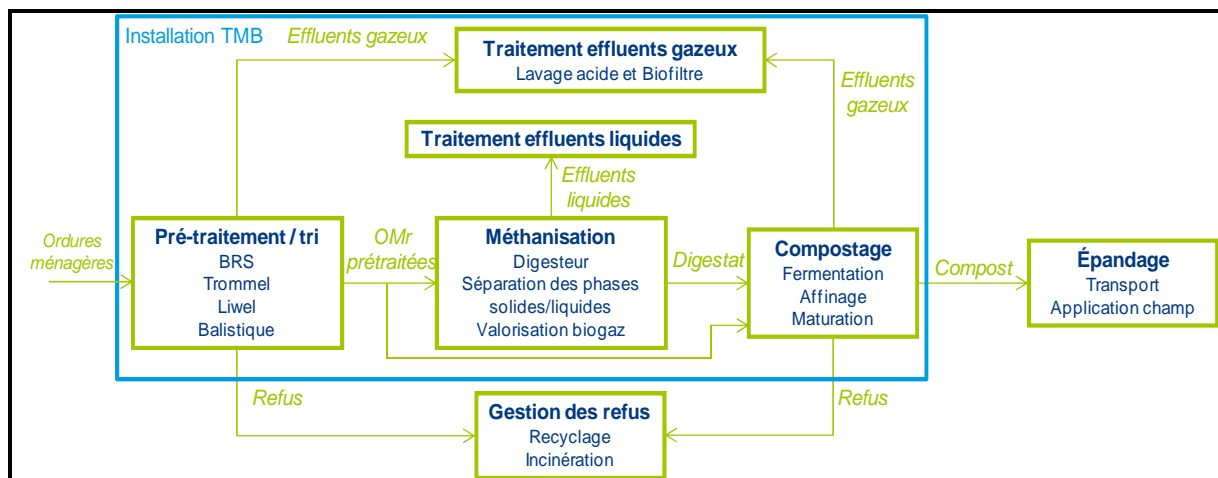 Installation TMB
Effluents gazeux
Traitement effluents gazeux
Lavage acide et Biofiltre
Effluents
gazeux
Traitement effluents liquides
Effluents
liquides
Ordures
ménagères
Pré-traitement / tri
BRS
Trommel
Liwel
Balistique
OMr
prétraitées
Méthanisation
Digesteur
Séparation des phases
solides/liquides
Valorisation biogaz
Digestat
Compostage
Fermentation
Affinage
Maturation
Compost
Épandage
Transport
Application champ
Refus
Gestion des refus
Recyclage
Incinération
Refus